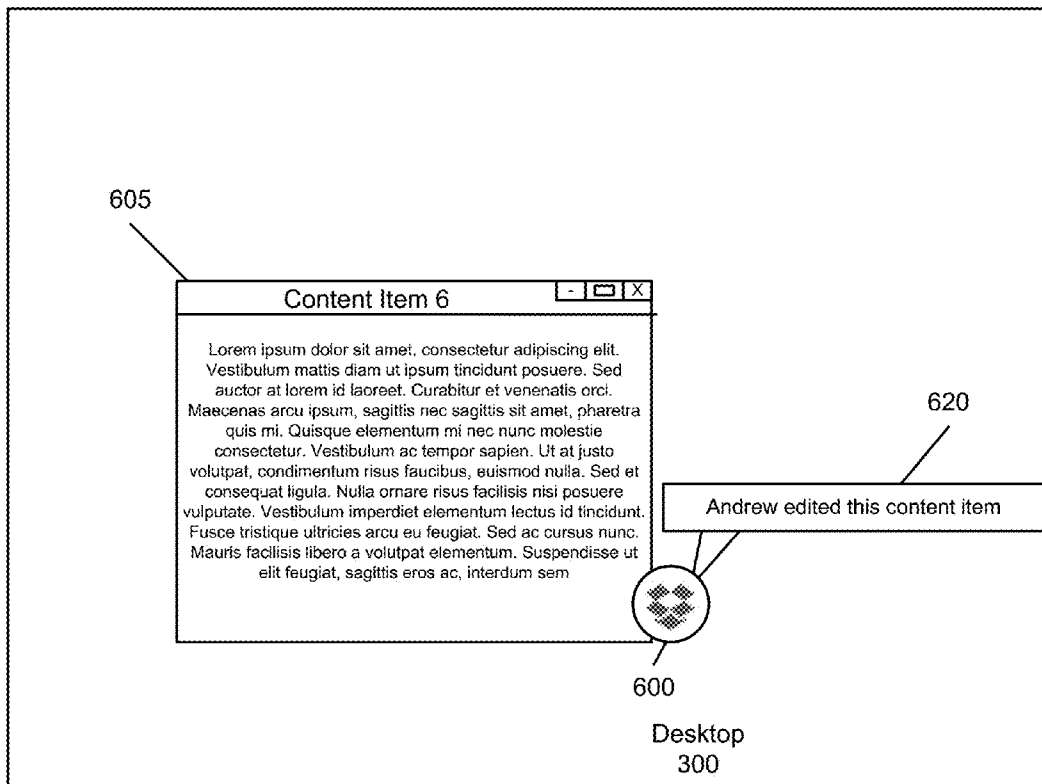 605
Content Item 6
- X
Lorem ipsum dolor sit amet, consectetur adipiscing elit.
Vestibulum mattis diam ut ipsum tincidunt posuere. Sed
auctor at lorem id laoreet. Curabitur et venenatis orci.
Maecenas arcu ipsum, sagittis nec sagittis sit amet, pharetra
quis mi. Quisque elementum mi nec nunc molestie
consectetur. Vestibulum ac tempor sapien. Ut at justo
volutpat, condimentum risus faucibus, euismod nulla. Sed et
consequat ligula. Nulla ornare risus facilisis nisi posuere
vulputate. Vestibulum imperdiet elementum lectus id tincidunt.
Fusce tristique ultricies arcu eu feugiat. Sed ac cursus nunc.
Mauris facilisis libero a volutpat elementum. Suspendisse ut
elit feugiat, sagittis eros ac, interdum sem
620
Andrew edited this content item
600
Desktop
300